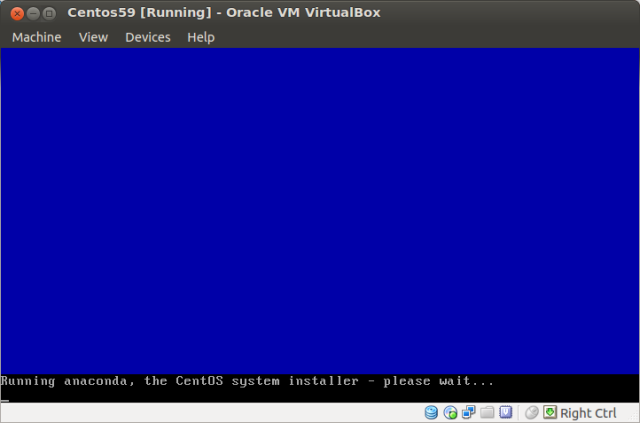 Centos59 [Running] - Oracle VM VirtualBox
Machine View Devices Help
Running anaconda, the CentOS system installer - please wait...
Right Ctrl